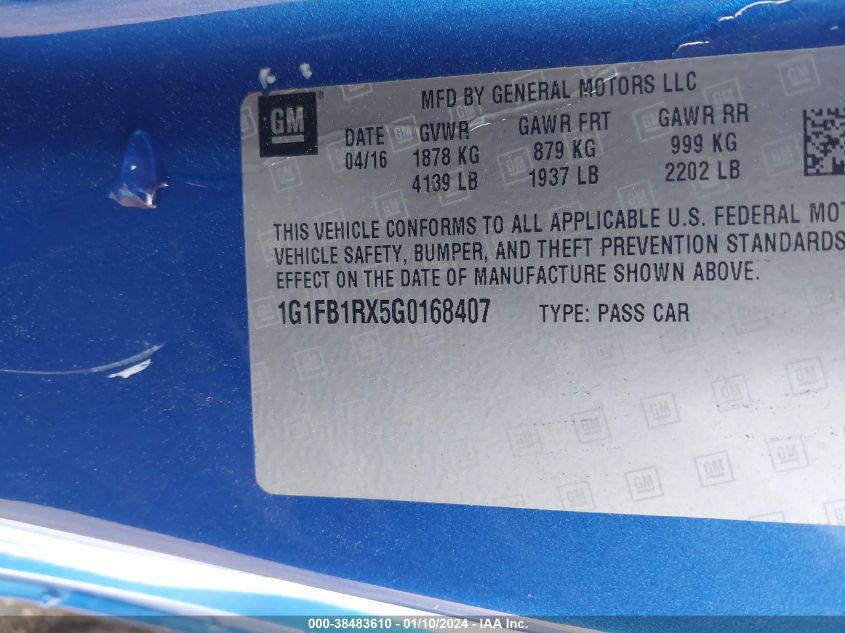 GM
MFD BY GENERAL MOTORS LLC
DATE GVWR GAWR FRT GAWR RR
04/16 1878 KG 879 KG 999 KG
4139 LB 1937 LB 2202 LB
THIS VEHICLE CONFORMS TO ALL APPLICABLE U.S. FEDERAL MOT
VEHICLE SAFETY, BUMPER, AND THEFT PREVENTION STANDARDS
EFFECT ON THE DATE OF MANUFACTURE SHOWN ABOVE.
1G1FB1RX5G0168407 TYPE: PASS CAR
000-38483610 - 01/10/2024 - IAA Inc.